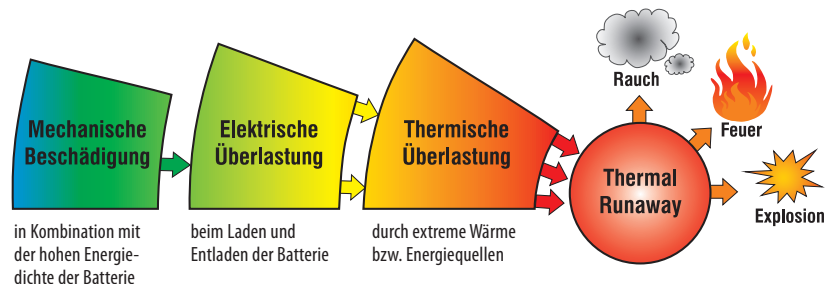 Mechanische
Beschädigung
in Kombination mit
der hohen Energie-
dichte der Batterie
Elektrische
Überlastung
beim Laden und
Entladen der Batterie
Thermische
Überlastung
durch extreme Wärme
bzw. Energiequellen
Thermal
Runaway
Rauch
Feuer
Explosion